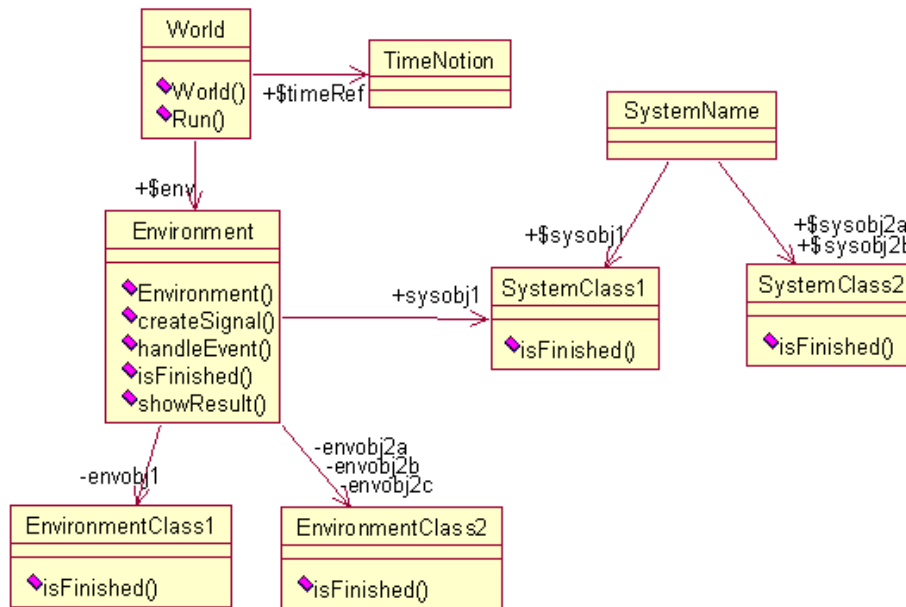 World
World()
Run()
TimeNotion
+$timeRef
SystemName
+$env
Environment
Environment()
createSignal()
handleEvent()
isFinished()
showResult()
+sysobj1
+$sysobj1
SystemClass1
isFinished()
+$sysobj2a
+$sysobj2b
SystemClass2
isFinished()
-envobj1
EnvironmentClass1
isFinished()
-envobj2a
-envobj2b
-envobj2c
EnvironmentClass2
isFinished()